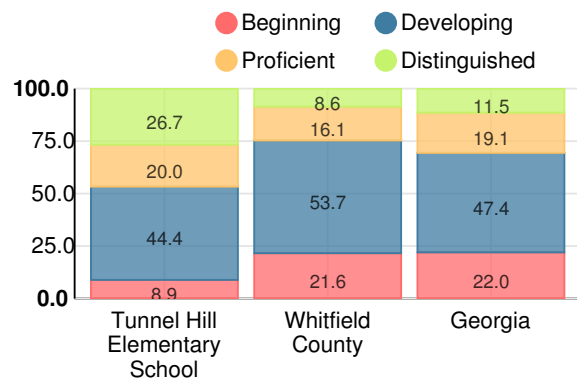 Beginning
Developing
Proficient
Distinguished
100.0
75.0
50.0
25.0
0.0
26.7
20.0
44.4
8.9
8.6
16.1
53.7
21.6
11.5
19.1
47.4
22.0
Tunnel Hill
Elementary
School
Whitfield
County
Georgia